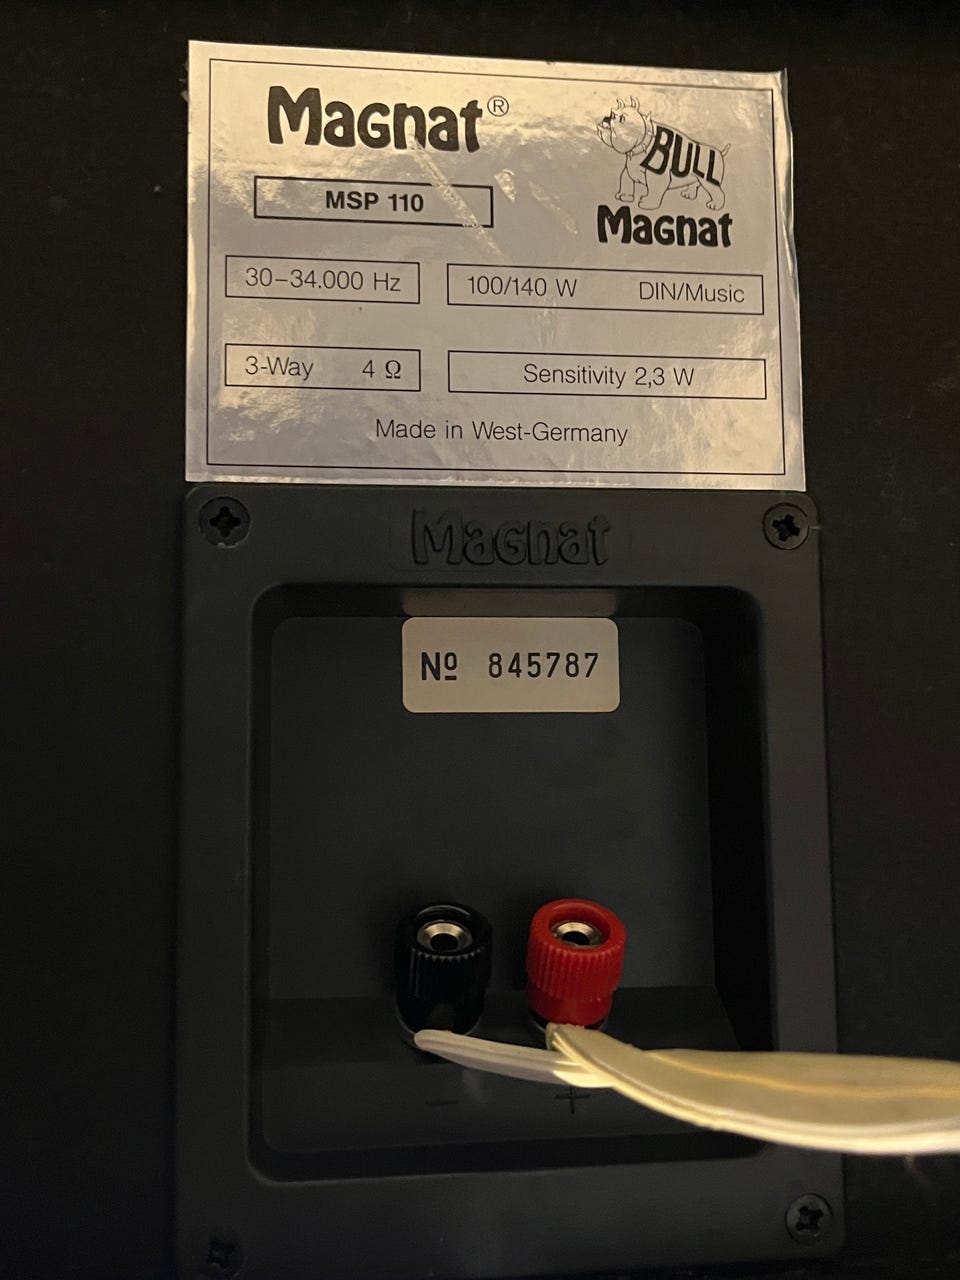 Magnat®
BULL
Magnat
MSP 110
30–34.000 Hz
100/140 W DIN/Music
3-Way 4 Ω
Sensitivity 2,3 W
Made in West-Germany
Magnat
Nº 845787
− +